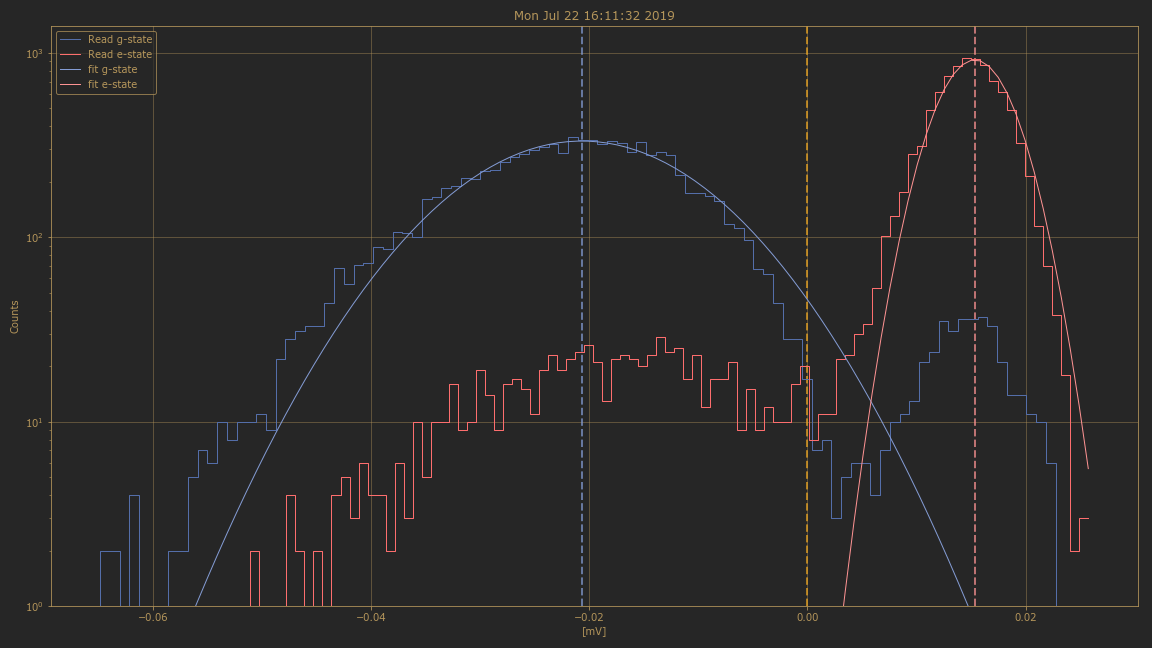 Mon Jul 22 16:11:32 2019
Read g-state
Read e-state
fit g-state
fit e-state
10³
10²
10¹
10⁰
Counts
−0.06
−0.04
−0.02
0.00
0.02
[mV]